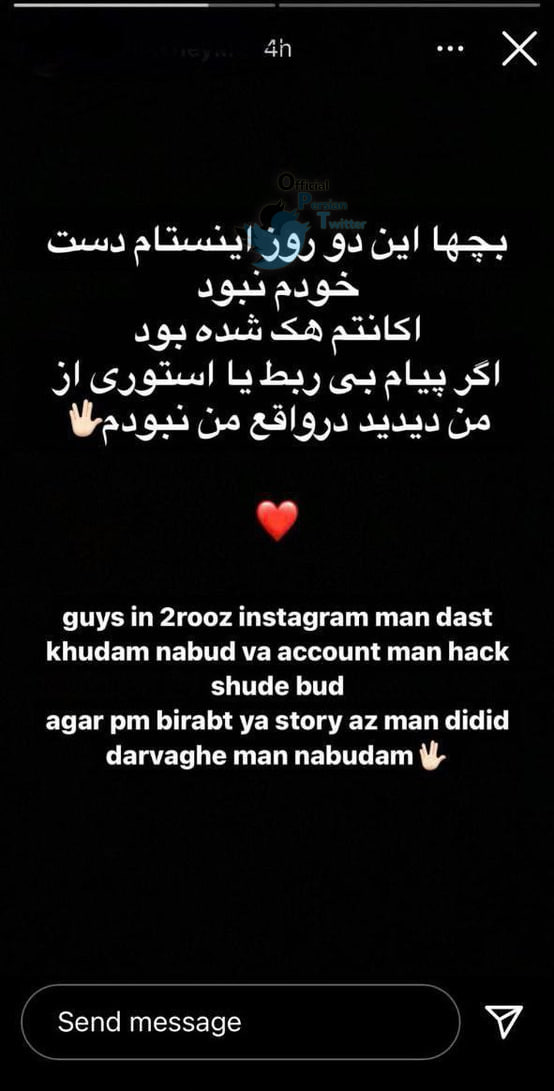 4h
Official
Persian
Twitter
بچها این دو روز اینستام دست
خودم نبود
اکانتم هک شده بود
اگر پیام بی ربط یا استوری از
من دیدید درواقع من نبودم🖖🏻
❤️
guys in 2rooz instagram man dast
khudam nabud va account man hack
shude bud
agar pm birabt ya story az man didid
darvaghe man nabudam🖖🏻
Send message